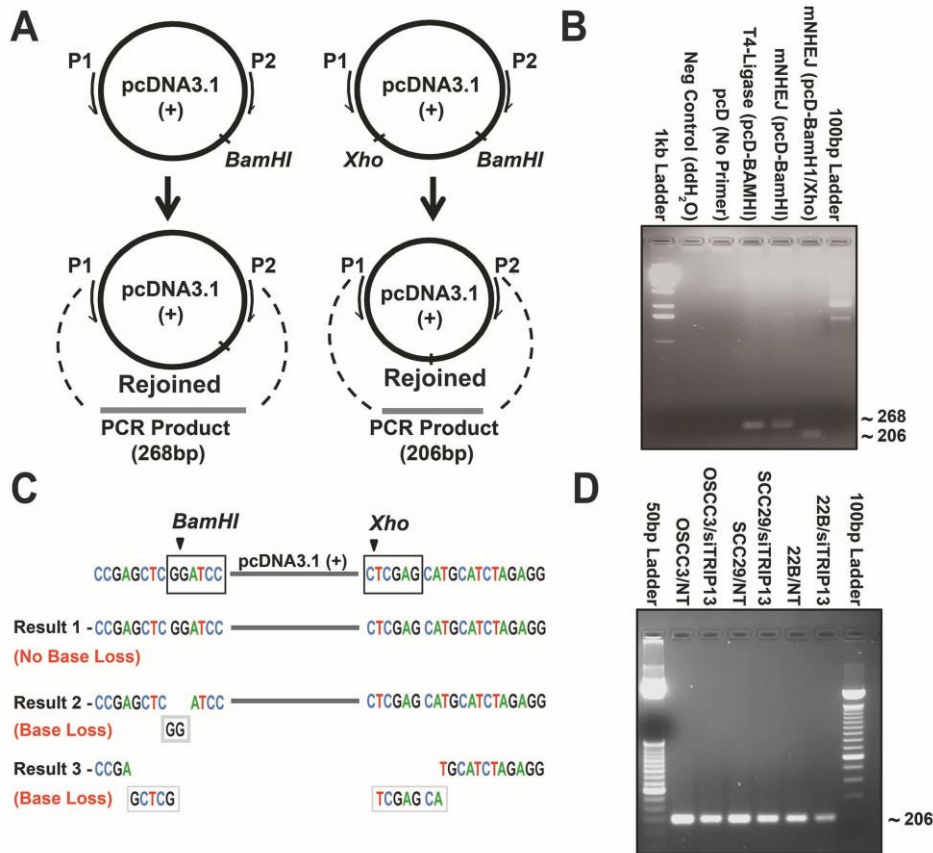 A
P1
P2
pcDNA3.1
(+)
BamHI
P1
P2
pcDNA3.1
(+)
Xho
BamHI
P1
P2
pcDNA3.1
(+)
Rejoined
PCR Product
(268bp)
P1
P2
pcDNA3.1
(+)
Rejoined
PCR Product
(206bp)
B
1kb Ladder
Neg Control (ddH₂O)
pcD (No Primer)
T4-Ligase (pcD-BAMHI)
mNHEJ (pcD-BamHI)
mNHEJ (pcD-BamH1/Xho)
100bp Ladder
~ 268
~ 206
C
BamHI
Xho
CCGAGCTC GGATCC pcDNA3.1 (+) CTCGAG CATGCATCTAGAGG
Result 1 - CCGAGCTC GGATCC CTCGAG CATGCATCTAGAGG
(No Base Loss)
Result 2 - CCGAGCTC ATCC CTCGAG CATGCATCTAGAGG
(Base Loss) GG
Result 3 - CCGA TGCATCTAGAGG
(Base Loss) GCTCG TCGAG CA
D
50bp Ladder
OSCC3/NT
OSCC3/siTRIP13
SCC29/NT
SCC29/siTRIP13
22B/NT
22B/siTRIP13
100bp Ladder
~ 206